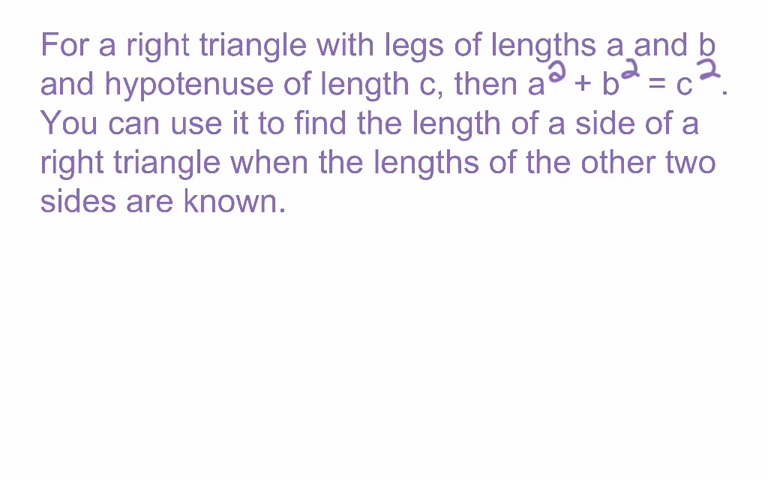 For a right triangle with legs of lengths a and b
and hypotenuse of length c, then a² + b² = c².
You can use it to find the length of a side of a
right triangle when the lengths of the other two
sides are known.